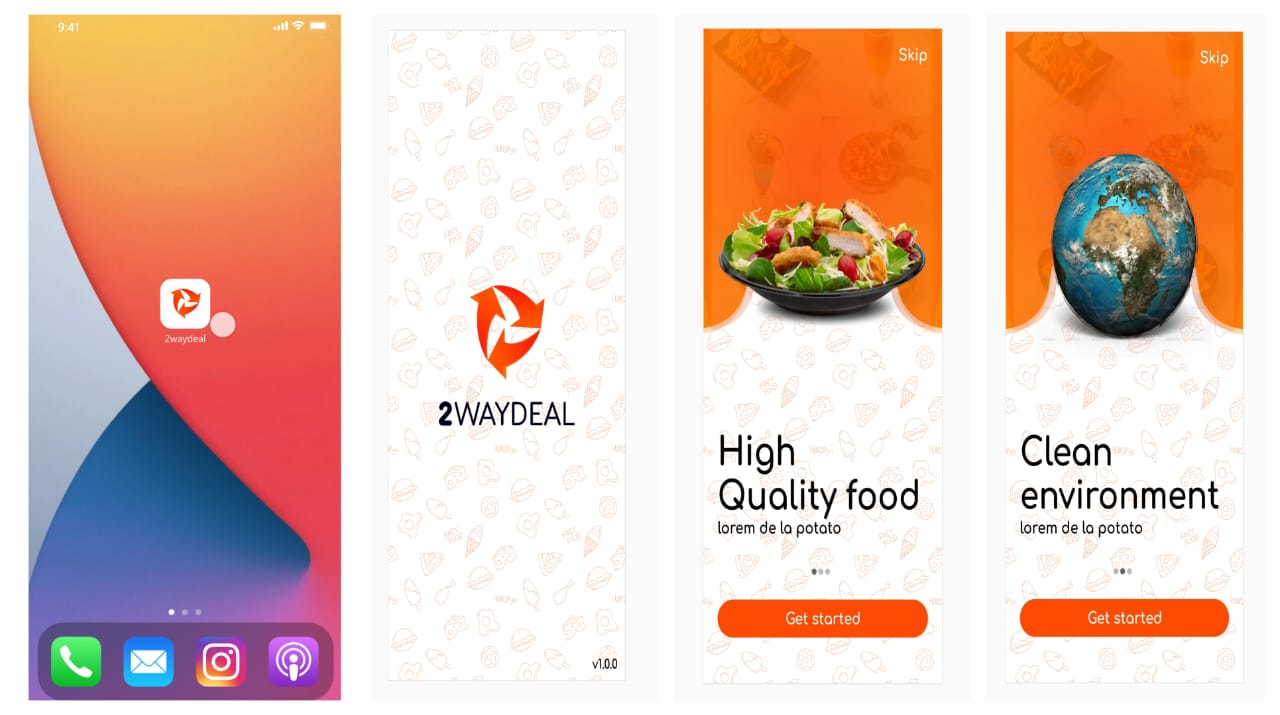 9:41
2waydeal
2WAYDEAL
v1.0.0
Skip
High
Quality food
lorem de la potato
Get started
Skip
Clean
environment
lorem de la potato
Get started